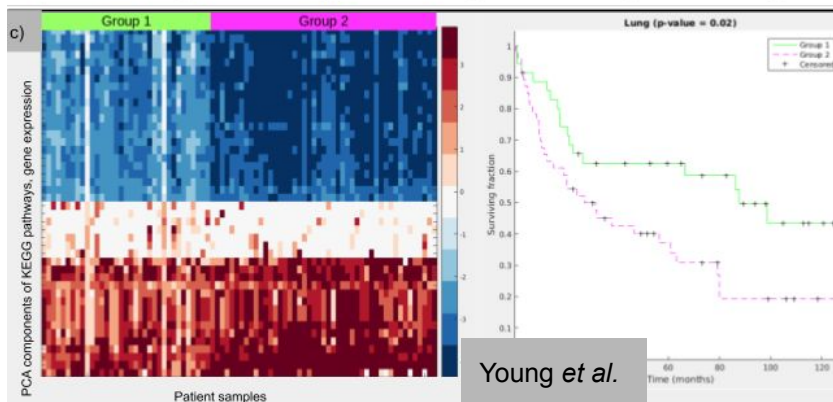 c)
Group 1
Group 2
PCA components of KEGG pathways, gene expression
Patient samples
3
2
1
0
-1
-2
-3
Lung (p-value = 0.02)
Group 1
Group 2
Censored
Surviving fraction
1
0.9
0.8
0.7
0.6
0.5
0.4
0.3
0.2
0.1
60
80
100
120
Time (months)
Young et al.